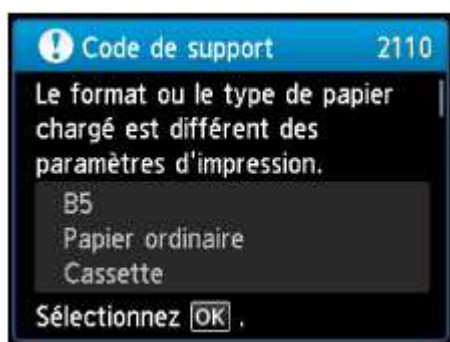 Code de support 2110
Le format ou le type de papier
chargé est différent des
paramètres d'impression.
B5
Papier ordinaire
Cassette
Sélectionnez OK .